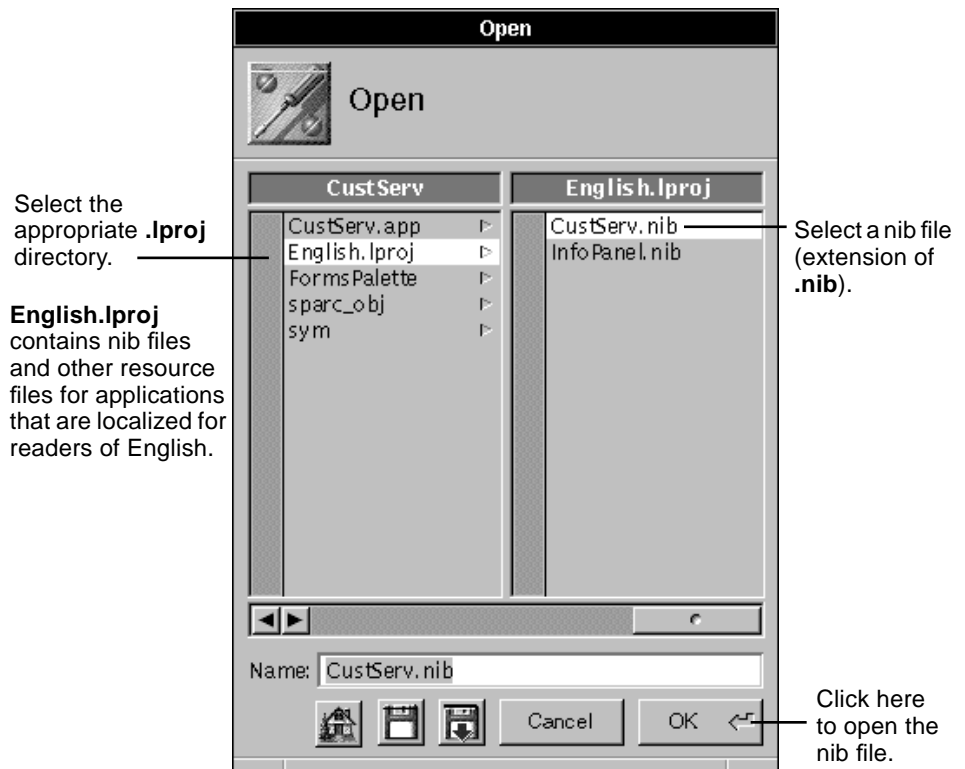 Open
Open
Select the
appropriate .lproj
directory.
English.lproj
contains nib files
and other resource
files for applications
that are localized for
readers of English.
CustServ
CustServ.app
English.lproj
FormsPalette
sparc_obj
sym
English.lproj
CustServ.nib
InfoPanel.nib
Select a nib file
(extension of
.nib).
Name: CustServ.nib
Cancel
OK
Click here
to open the
nib file.